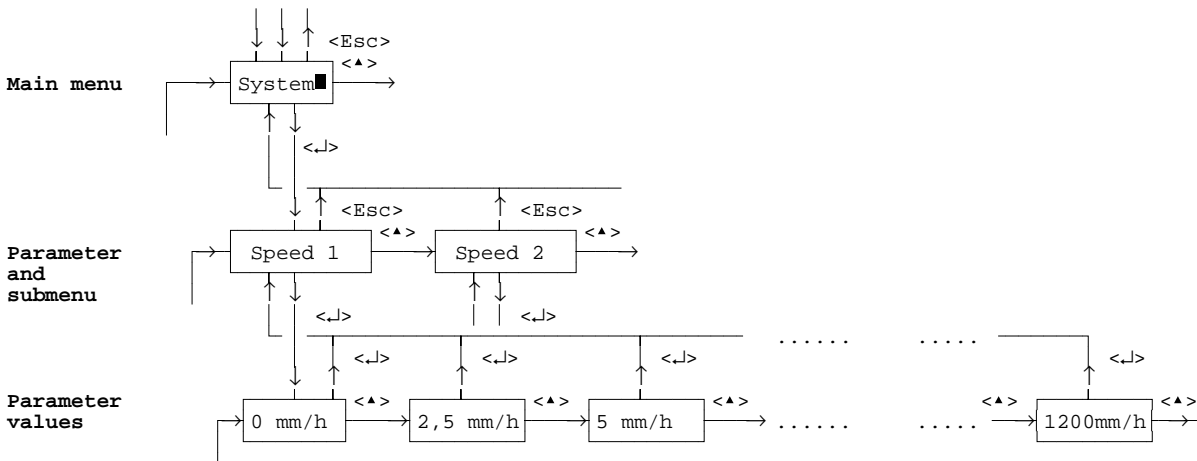 <Esc>
<▲>
Main menu
System
<↵>
<Esc> <Esc>
<▲> <▲>
Parameter
and
submenu
Speed 1 Speed 2
<↵> <↵>
...... .....
<↵> <↵> <↵> <↵>
<▲> <▲> <▲> <▲> <▲>
Parameter
values
0 mm/h 2,5 mm/h 5 mm/h ...... ..... 1200mm/h